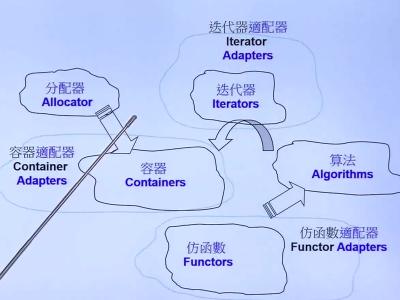 迭代器適配器
Iterator
Adapters
分配器
Allocator
迭代器
Iterators
容器適配器
Container
Adapters
容器
Containers
算法
Algorithms
仿函數
Functors
仿函數適配器
Functor Adapters